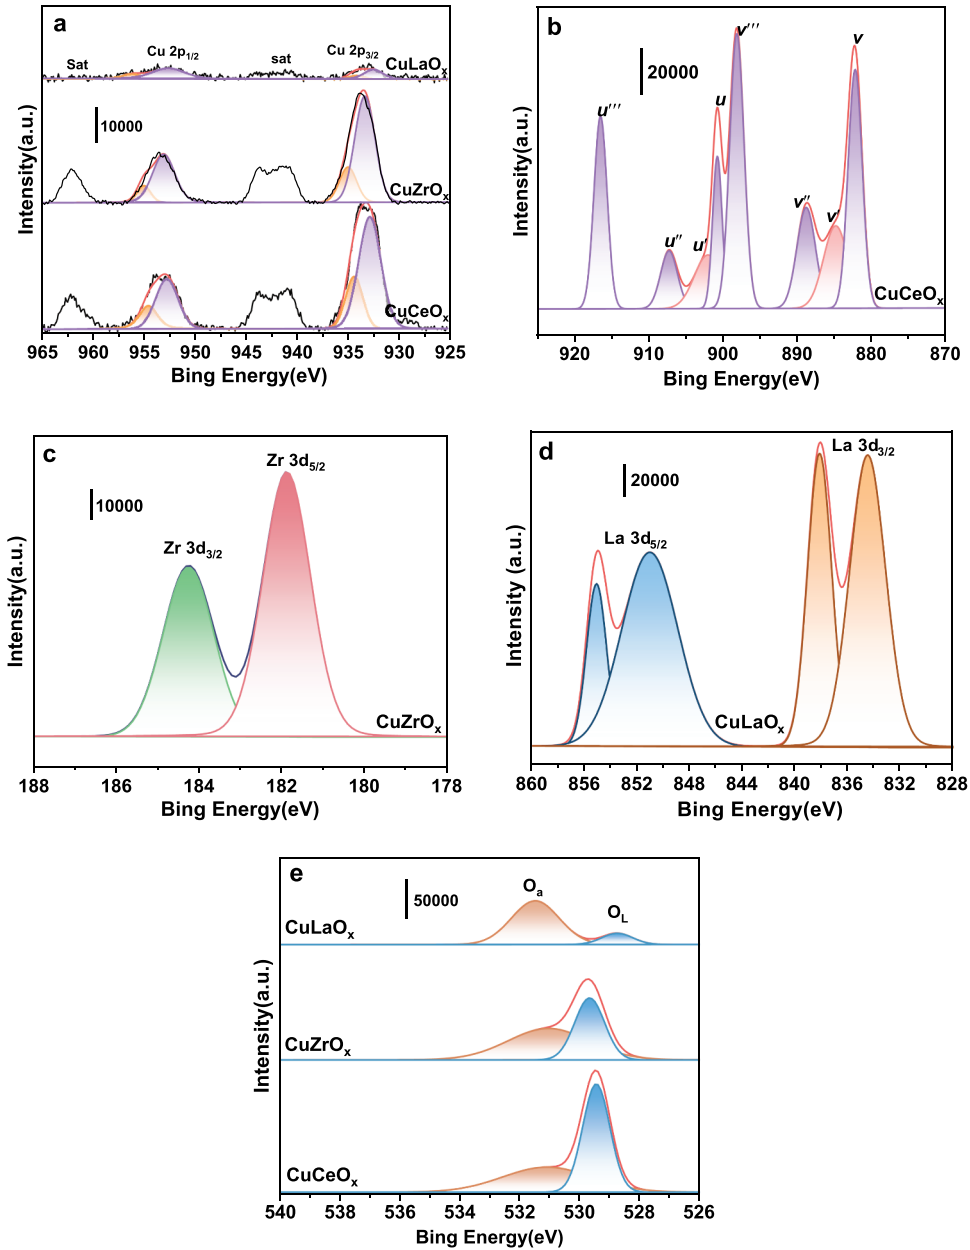 a
Sat
Cu 2p1/2
sat
Cu 2p3/2
CuLaOx
10000
CuZrOx
CuCeOx
Intensity(a.u.)
965 960 955 950 945 940 935 930 925
Bing Energy(eV)
b
20000
u′′′
u′′
u′
u
v′′′
v′′
v′
v
CuCeOx
Intensity(a.u.)
920 910 900 890 880 870
Bing Energy(eV)
c
10000
Zr 3d3/2
Zr 3d5/2
CuZrOx
Intensity(a.u.)
188 186 184 182 180 178
Bing Energy(eV)
d
20000
La 3d5/2
La 3d3/2
CuLaOx
Intensity (a.u.)
860 856 852 848 844 840 836 832 828
Bing Energy(eV)
e
50000
Oa
OL
CuLaOx
CuZrOx
CuCeOx
Intensity(a.u.)
540 538 536 534 532 530 528 526
Bing Energy(eV)